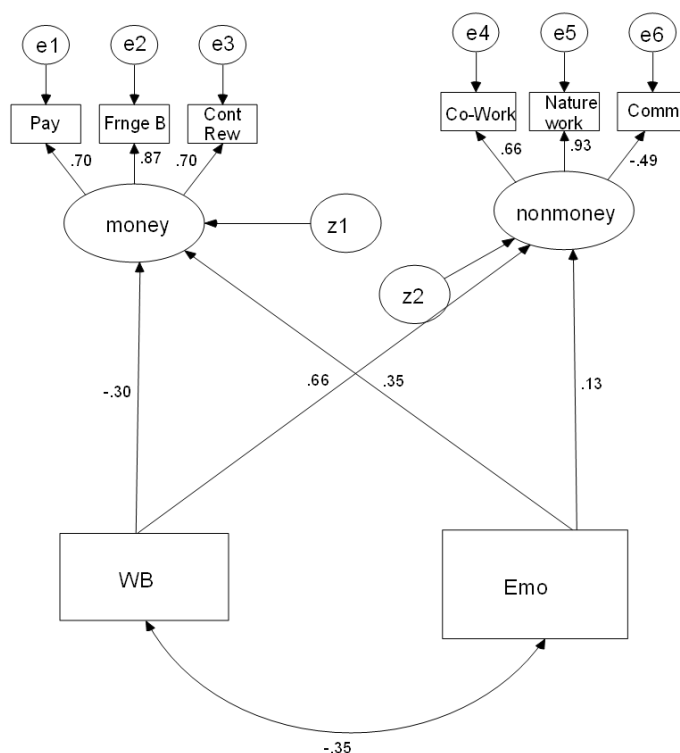 e1
e2
e3
e4
e5
e6
Pay
Frnge B
Cont
Rew
Co-Work
Nature
work
Comm
.70
.87
.70
.66
.93
-.49
money
z1
nonmoney
z2
-.30
.66
.35
.13
WB
Emo
-.35